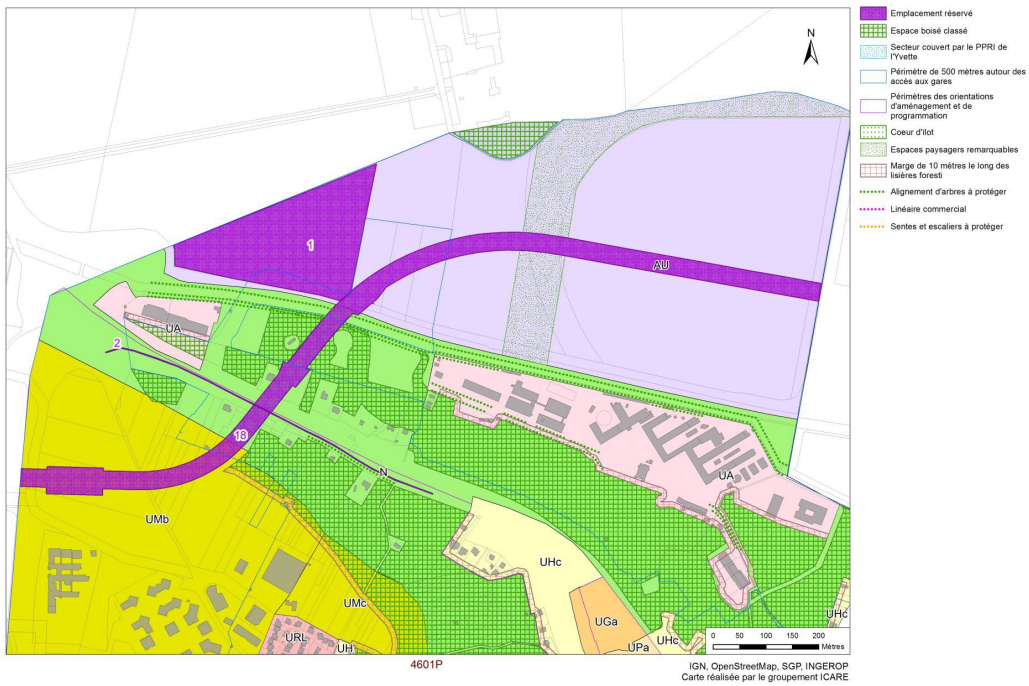 Emplacement réservé
Espace boisé classé
Secteur couvert par le PPRI de
l'Yvette
Périmètre de 500 mètres autour des
accès aux gares
Périmètres des orientations
d'aménagement et de
programmation
Coeur d'ilot
Espaces paysagers remarquables
Marge de 10 mètres le long des
lisières foresti
Alignement d'arbres à protéger
Linéaire commercial
Sentes et escaliers à protéger
N
1
AU
UA
2
18
N
UA
UMb
UHc
UMc
UGa
UHc
URL
UH
UPa
UHc
0 50 100 150 200
Mètres
4601P
IGN, OpenStreetMap, SGP, INGEROP
Carte réalisée par le groupement ICARE